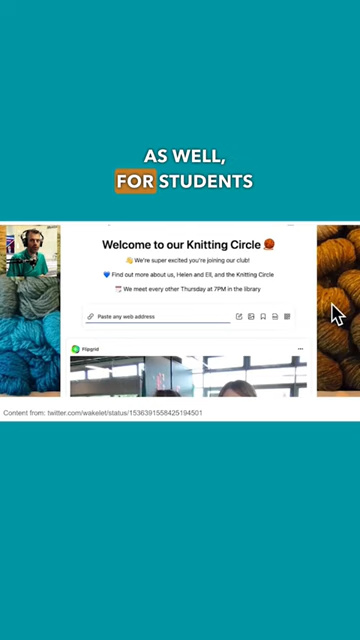 AS WELL,
FOR STUDENTS
Welcome to our Knitting Circle 🧶
👋 We're super excited you're joining our club!
💙 Find out more about us, Helen and Ell, and the Knitting Circle
📆 We meet every other Thursday at 7PM in the library
Paste any web address
Flipgrid
Content from: twitter.com/wakelet/status/1536391558425194501